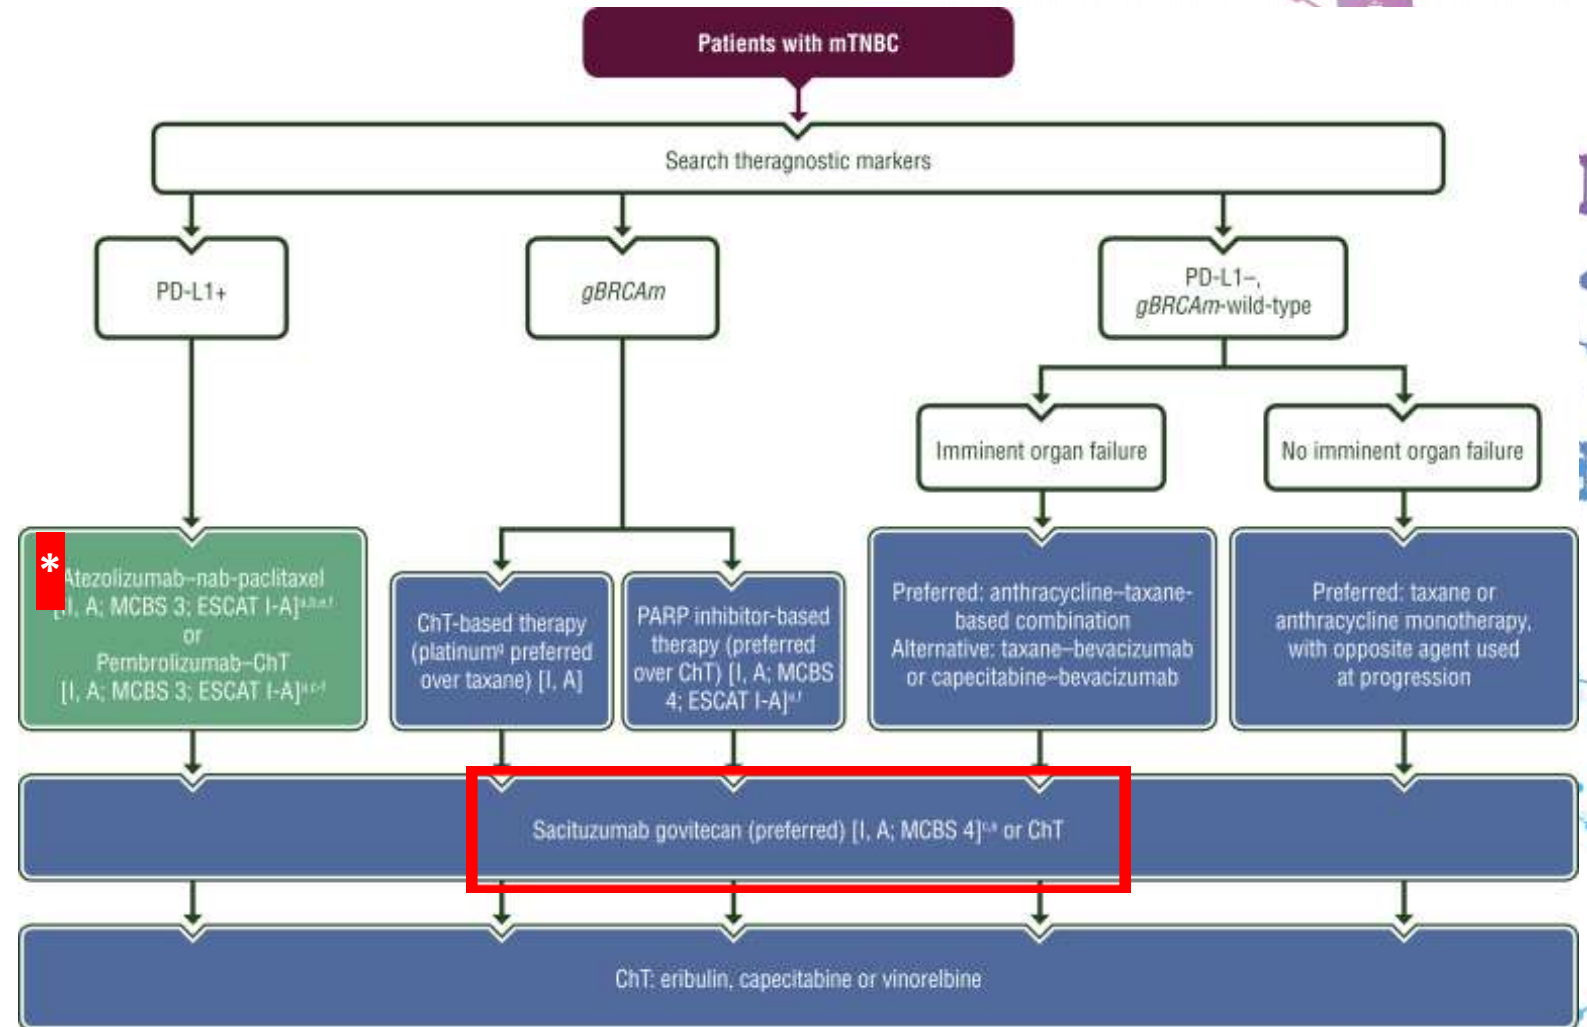 Patients with mTNBC
Search theragnostic markers
PD-L1+
gBRCAm
PD-L1–,
gBRCAm-wild-type
Imminent organ failure
No imminent organ failure
*
Atezolizumab–nab-paclitaxel
[I, A; MCBS 3; ESCAT I-A]
or
Pembrolizumab–ChT
[I, A; MCBS 3; ESCAT I-A]
ChT-based therapy
(platinum preferred
over taxane) [I, A]
PARP inhibitor-based
therapy (preferred
over ChT) [I, A; MCBS
4; ESCAT I-A]
Preferred: anthracycline–taxane-
based combination
Alternative: taxane–bevacizumab
or capecitabine–bevacizumab
Preferred: taxane or
anthracycline monotherapy,
with opposite agent used
at progression
Sacituzumab govitecan (preferred) [I, A; MCBS 4] or ChT
ChT: eribulin, capecitabine or vinorelbine